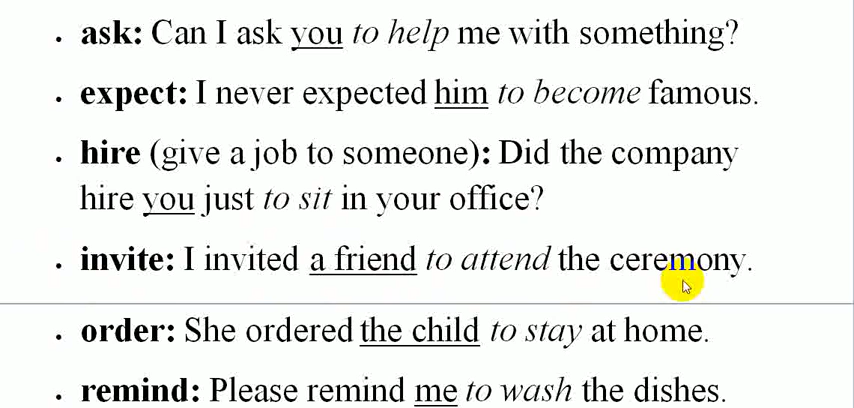 • ask: Can I ask you to help me with something?
• expect: I never expected him to become famous.
• hire (give a job to someone): Did the company
hire you just to sit in your office?
• invite: I invited a friend to attend the ceremony.
• order: She ordered the child to stay at home.
• remind: Please remind me to wash the dishes.